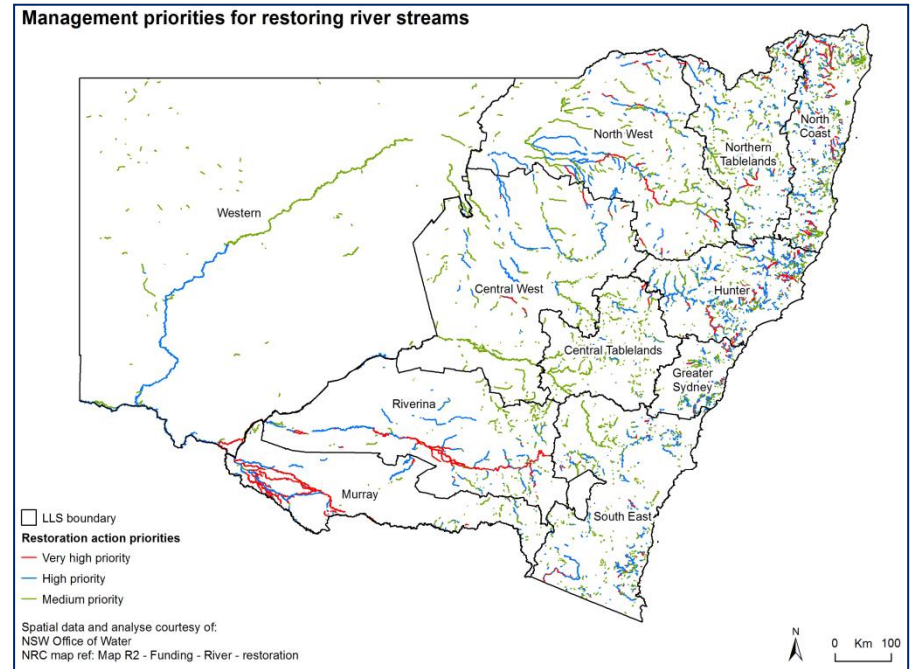 Management priorities for restoring river streams
North West
Northern
Tablelands
North
Coast
Western
Central West
Hunter
Central Tablelands
Greater
Sydney
Riverina
Murray
South East
LLS boundary
Restoration action priorities
Very high priority
High priority
Medium priority
Spatial data and analyse courtesy of:
NSW Office of Water
NRC map ref: Map R2 - Funding - River - restoration
N
0 Km 100